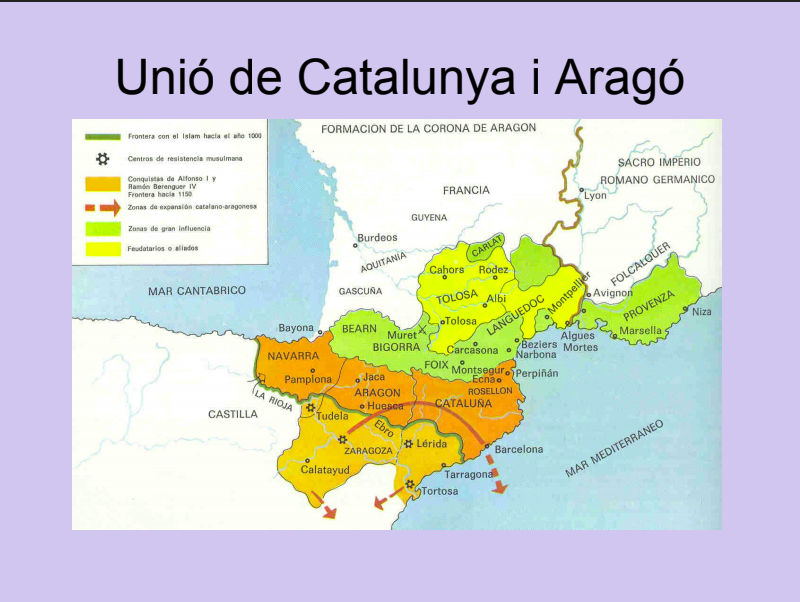 Unió de Catalunya i Aragó
FORMACION DE LA CORONA DE ARAGON
Frontera con el Islam hacia el año 1000
Centros de resistencia musulmana
Conquistas de Alfonso I y
Ramón Berenguer IV
Frontera hacia 1150
Zonas de expansión catalano-aragonesa
Zonas de gran influencia
Feudatarios o aliados
SACRO IMPERIO
ROMANO GERMANICO
FRANCIA
Lyon
GUYENA
Burdeos
AQUITANIA
CARLAT
FOLCALQUER
Cahors
Rodez
MAR CANTABRICO
GASCUÑA
TOLOSA
Albi
LANGUEDOC
Montpellier
Avignon
PROVENZA
Niza
Bayona
BEARN
Muret
Tolosa
BIGORRA
Carcasona
Beziers
Narbona
Algues
Mortes
Marsella
NAVARRA
FOIX
Montsegur
Perpiñán
Pamplona
Jaca
Ecna
ARAGON
ROSELLON
LA RIOJA
Huesca
CATALUÑA
CASTILLA
Tudela
Ebro
Lérida
ZARAGOZA
Barcelona
MAR MEDITERRANEO
Calatayud
Tarragona
Tortosa